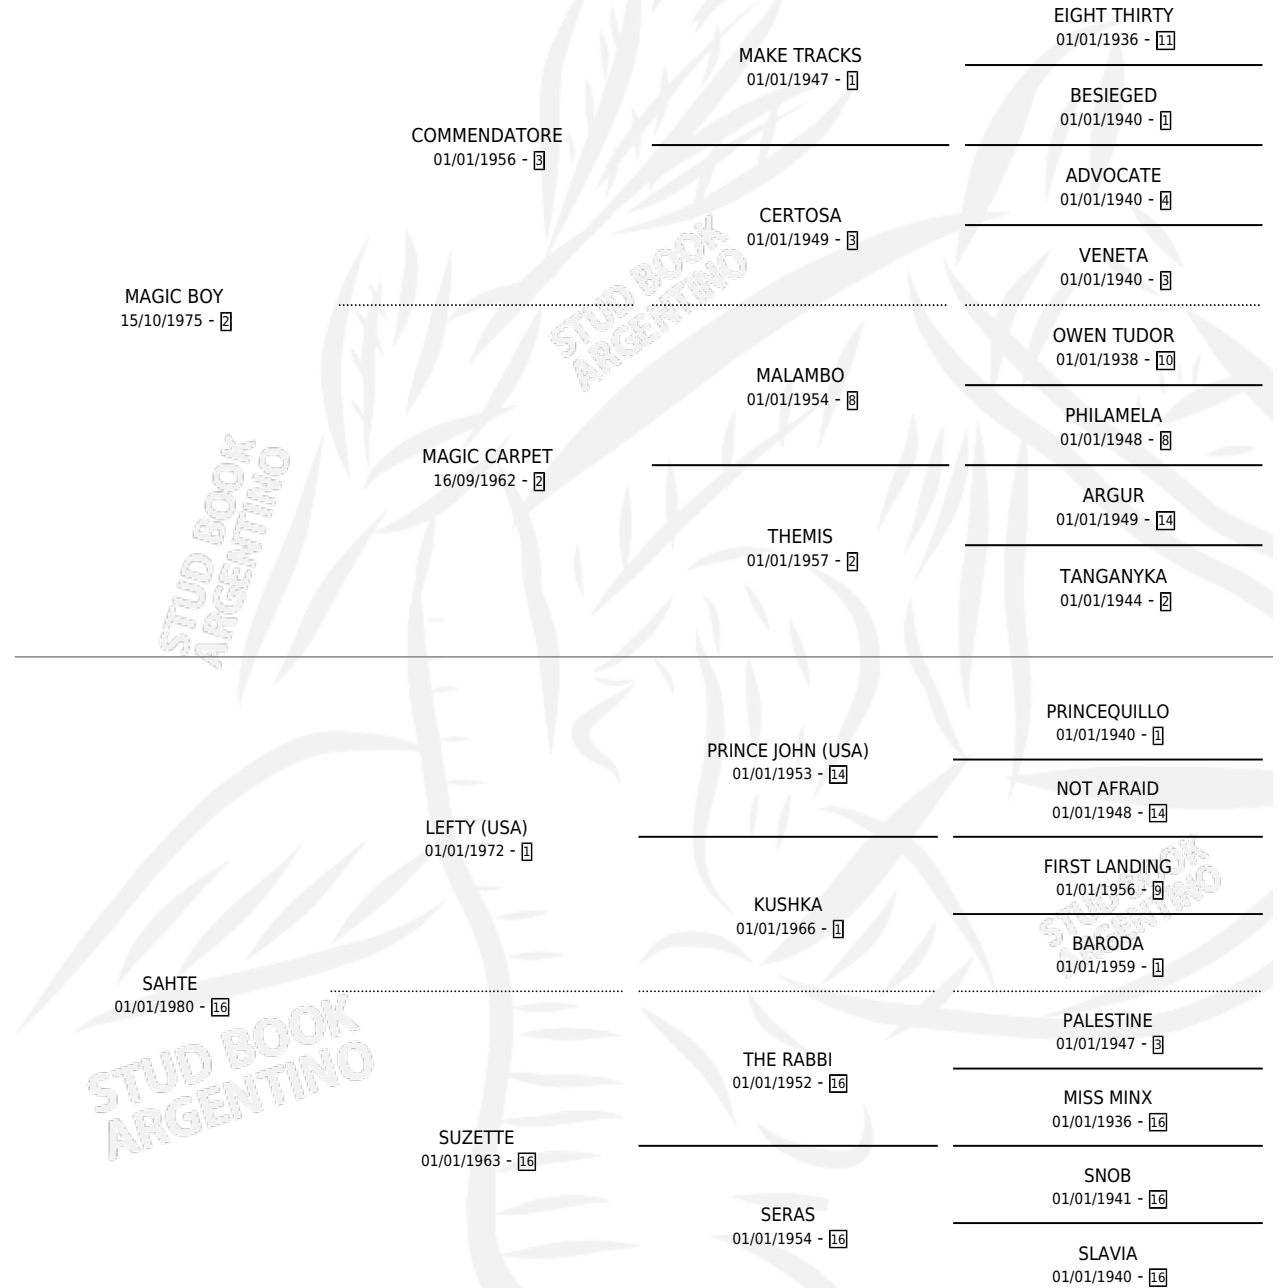 EIGHT THIRTY
01/01/1936 - 11
MAKE TRACKS
01/01/1947 - 1
BESIEGED
01/01/1940 - 1
COMMENDATORE
01/01/1956 - 3
ADVOCATE
01/01/1940 - 4
CERTOSA
01/01/1949 - 3
VENETA
01/01/1940 - 3
MAGIC BOY
15/10/1975 - 2
OWEN TUDOR
01/01/1938 - 10
MALAMBO
01/01/1954 - 8
PHILAMELA
01/01/1948 - 8
MAGIC CARPET
16/09/1962 - 2
ARGUR
01/01/1949 - 14
THEMIS
01/01/1957 - 2
TANGANYKA
01/01/1944 - 2
STUD BOOK
ARGENTINO
STUD BOOK
ARGENTINO
PRINCEQUILLO
01/01/1940 - 1
PRINCE JOHN (USA)
01/01/1953 - 14
NOT AFRAID
01/01/1948 - 14
LEFTY (USA)
01/01/1972 - 1
FIRST LANDING
01/01/1956 - 9
KUSHKA
01/01/1966 - 1
BARODA
01/01/1959 - 1
SAHTE
01/01/1980 - 16
PALESTINE
01/01/1947 - 3
THE RABBI
01/01/1952 - 16
MISS MINX
01/01/1936 - 16
SUZETTE
01/01/1963 - 16
SNOB
01/01/1941 - 16
SERAS
01/01/1954 - 16
SLAVIA
01/01/1940 - 16
STUD BOOK
ARGENTINO
STUD BOOK
ARGENTINO